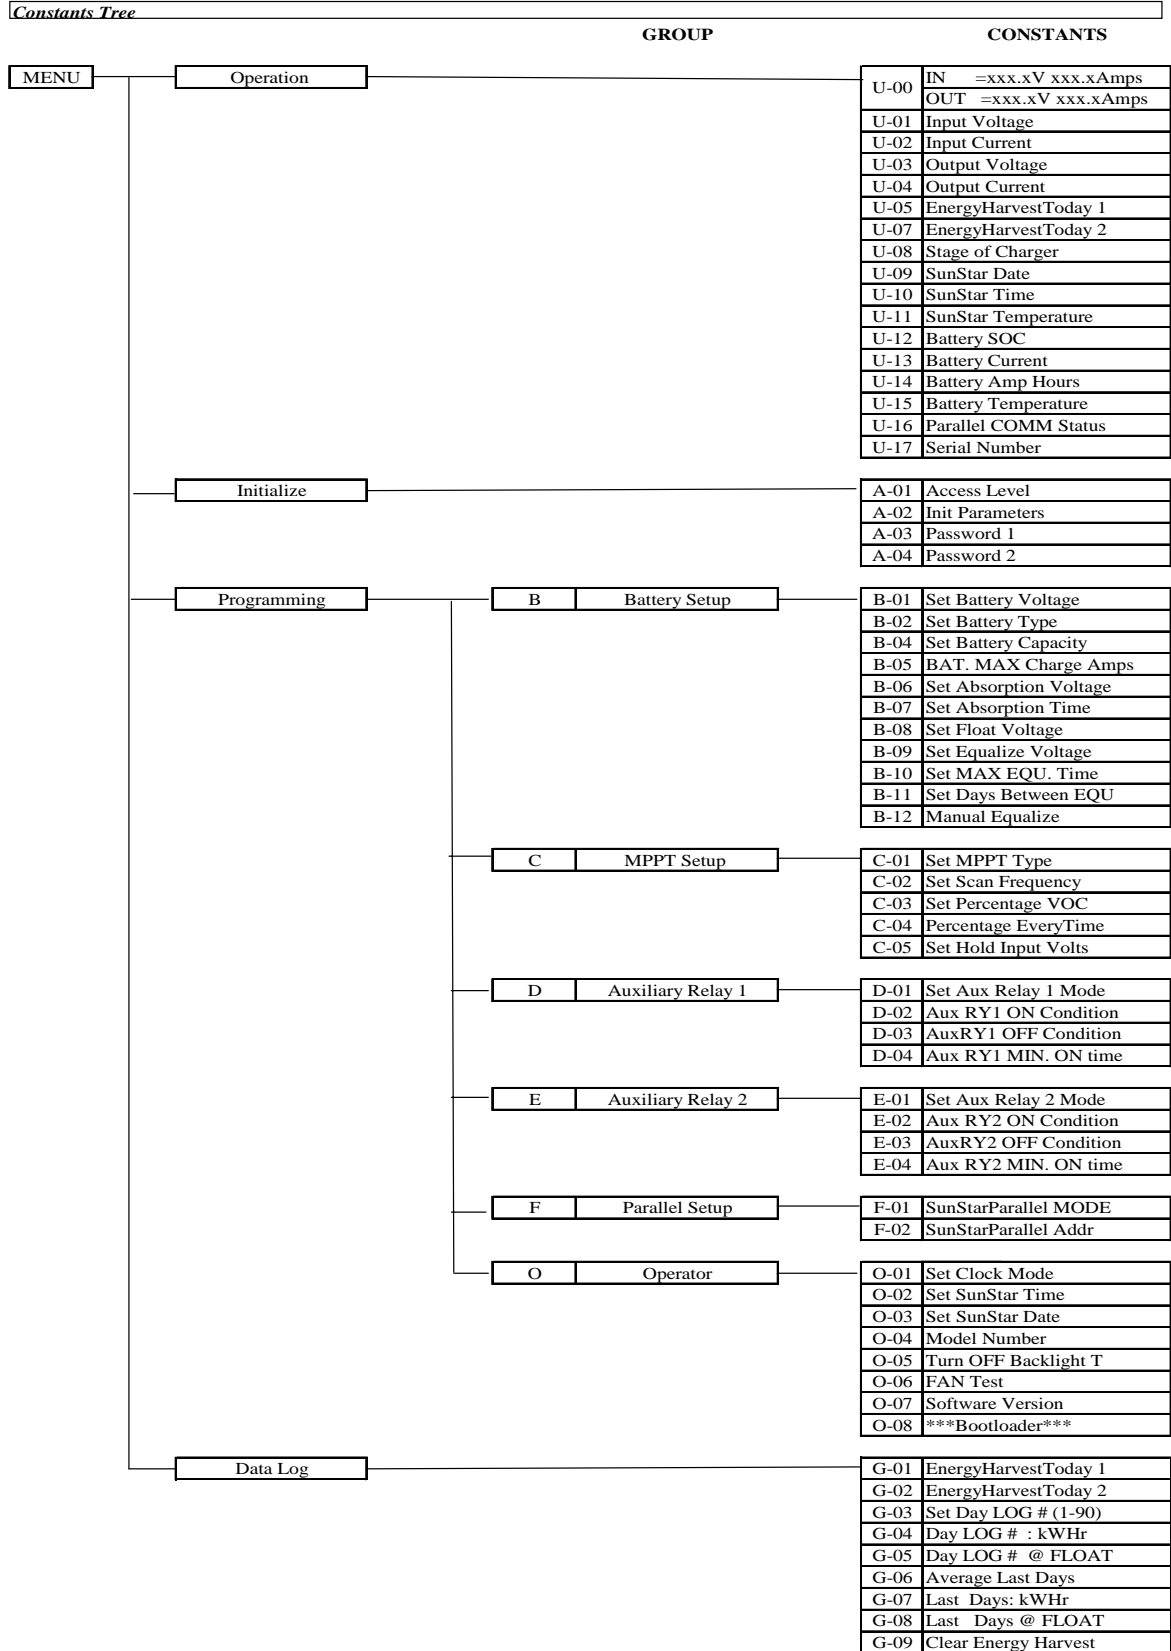 Constants Tree
GROUP CONSTANTS
MENU Operation U-00 IN =xxx.xV xxx.xAmps
OUT =xxx.xV xxx.xAmps
U-01 Input Voltage
U-02 Input Current
U-03 Output Voltage
U-04 Output Current
U-05 EnergyHarvestToday 1
U-07 EnergyHarvestToday 2
U-08 Stage of Charger
U-09 SunStar Date
U-10 SunStar Time
U-11 SunStar Temperature
U-12 Battery SOC
U-13 Battery Current
U-14 Battery Amp Hours
U-15 Battery Temperature
U-16 Parallel COMM Status
U-17 Serial Number
Initialize A-01 Access Level
A-02 Init Parameters
A-03 Password 1
A-04 Password 2
Programming B Battery Setup B-01 Set Battery Voltage
B-02 Set Battery Type
B-04 Set Battery Capacity
B-05 BAT. MAX Charge Amps
B-06 Set Absorption Voltage
B-07 Set Absorption Time
B-08 Set Float Voltage
B-09 Set Equalize Voltage
B-10 Set MAX EQU. Time
B-11 Set Days Between EQU
B-12 Manual Equalize
C MPPT Setup C-01 Set MPPT Type
C-02 Set Scan Frequency
C-03 Set Percentage VOC
C-04 Percentage EveryTime
C-05 Set Hold Input Volts
D Auxiliary Relay 1 D-01 Set Aux Relay 1 Mode
D-02 Aux RY1 ON Condition
D-03 AuxRY1 OFF Condition
D-04 Aux RY1 MIN. ON time
E Auxiliary Relay 2 E-01 Set Aux Relay 2 Mode
E-02 Aux RY2 ON Condition
E-03 AuxRY2 OFF Condition
E-04 Aux RY2 MIN. ON time
F Parallel Setup F-01 SunStarParallel MODE
F-02 SunStarParallel Addr
O Operator O-01 Set Clock Mode
O-02 Set SunStar Time
O-03 Set SunStar Date
O-04 Model Number
O-05 Turn OFF Backlight T
O-06 FAN Test
O-07 Software Version
O-08 ***Bootloader***
Data Log G-01 EnergyHarvestToday 1
G-02 EnergyHarvestToday 2
G-03 Set Day LOG # (1-90)
G-04 Day LOG # : kWHr
G-05 Day LOG # @ FLOAT
G-06 Average Last Days
G-07 Last Days: kWHr
G-08 Last Days @ FLOAT
G-09 Clear Energy Harvest